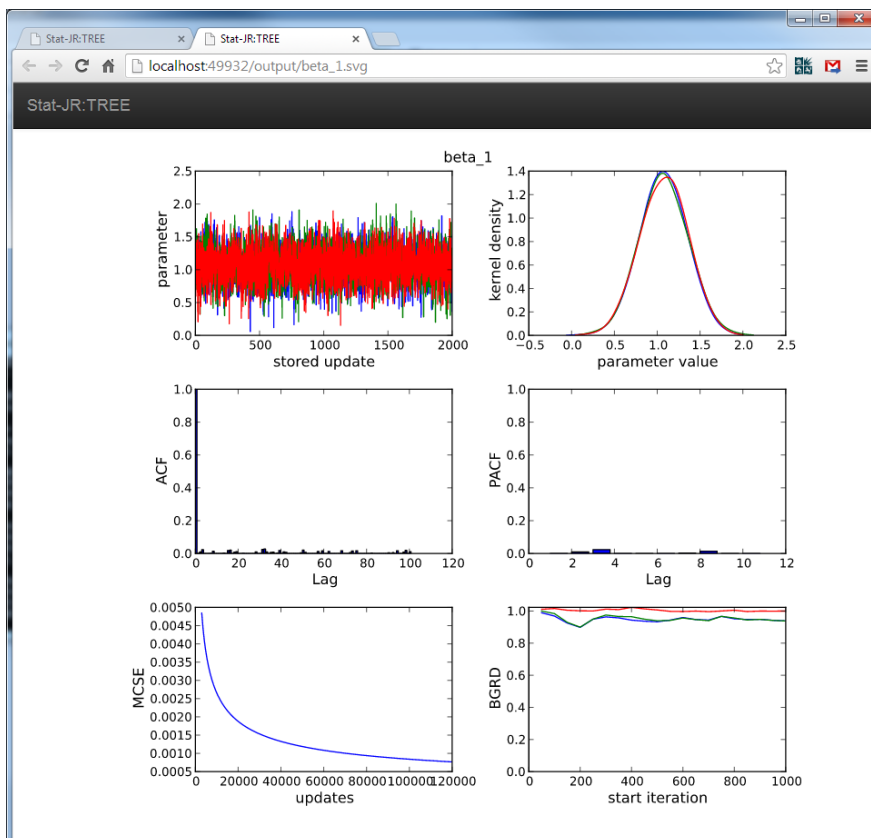 Stat-JR:TREE
Stat-JR:TREE
localhost:49932/output/beta_1.svg
Stat-JR:TREE
beta_1
2.5
2.0
1.5
1.0
0.5
0.0
parameter
0 500 1000 1500 2000
stored update
1.4
1.2
1.0
0.8
0.6
0.4
0.2
0.0
kernel density
−0.5 0.0 0.5 1.0 1.5 2.0 2.5
parameter value
1.0
0.8
0.6
0.4
0.2
0.0
ACF
0 20 40 60 80 100 120
Lag
1.0
0.8
0.6
0.4
0.2
0.0
PACF
0 2 4 6 8 10 12
Lag
0.0050
0.0045
0.0040
0.0035
0.0030
0.0025
0.0020
0.0015
0.0010
0.0005
MCSE
0 20000 40000 60000 80000 100000 120000
updates
1.0
0.8
0.6
0.4
0.2
0.0
BGRD
0 200 400 600 800 1000
start iteration